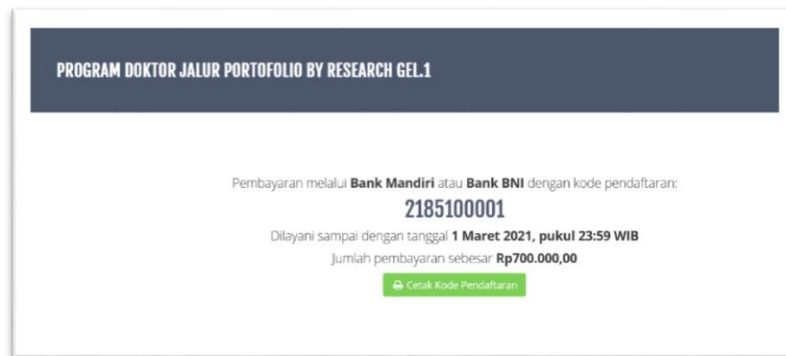 PROGRAM DOKTOR JALUR PORTOFOLIO BY RESEARCH GEL.1
Pembayaran melalui Bank Mandiri atau Bank BNI dengan kode pendaftaran:
2185100001
Dilayani sampai dengan tanggal 1 Maret 2021, pukul 23:59 WIB
Jumlah pembayaran sebesar Rp700.000,00
Cetak Kode Pendaftaran